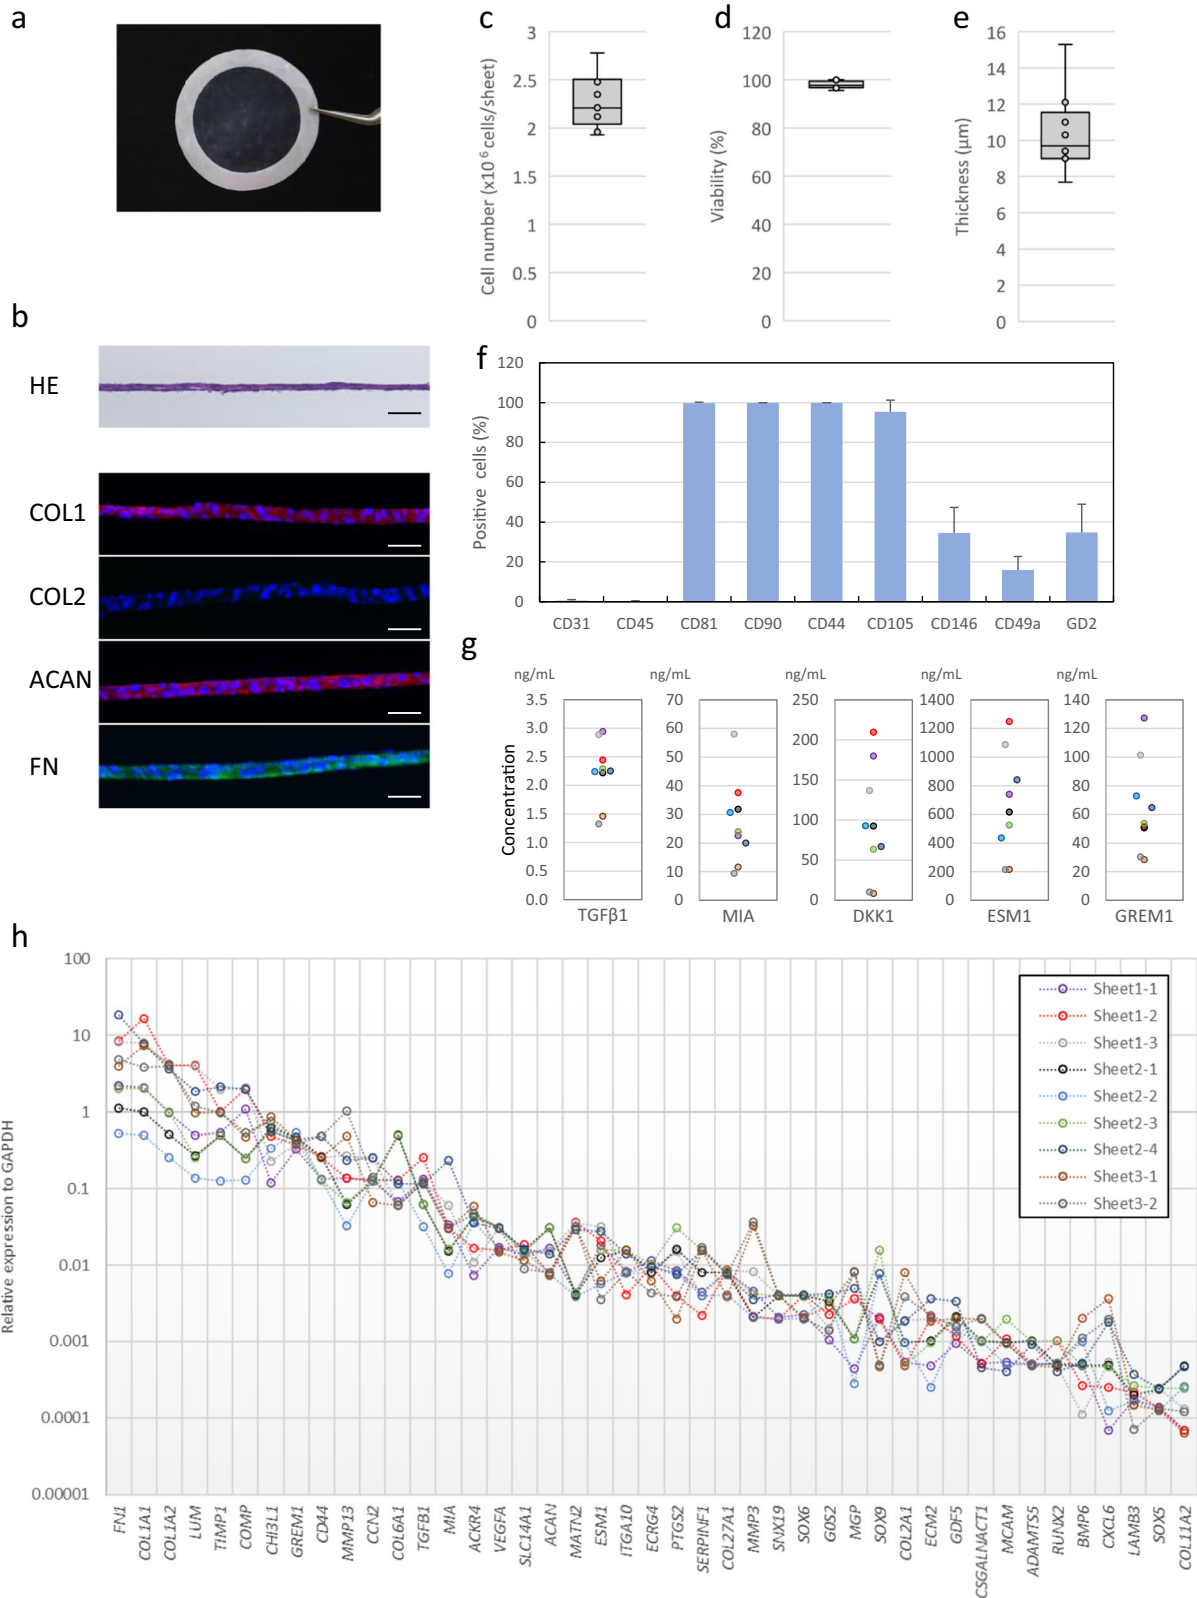 a
b
HE
COL1
COL2
ACAN
FN
c
Cell number (x10 6 cells/sheet)
3
2.5
2
1.5
1
0.5
0
d
Viability (%)
120
100
80
60
40
20
0
e
Thickness (μm)
16
14
12
10
8
6
4
2
0
f
Positive cells (%)
120
100
80
60
40
20
0
CD31 CD45 CD81 CD90 CD44 CD105 CD146 CD49a GD2
g
Concentration
ng/mL
3.5
3.0
2.5
2.0
1.5
1.0
0.5
0.0
TGFβ1
ng/mL
70
60
50
40
30
20
10
0
MIA
ng/mL
250
200
150
100
50
0
DKK1
ng/mL
1400
1200
1000
800
600
400
200
0
ESM1
ng/mL
140
120
100
80
60
40
20
0
GREM1
h
Relative expression to GAPDH
100
10
1
0.1
0.01
0.001
0.0001
0.00001
Sheet1-1
Sheet1-2
Sheet1-3
Sheet2-1
Sheet2-2
Sheet2-3
Sheet2-4
Sheet3-1
Sheet3-2
FN1
COL1A1
COL1A2
LUM
TIMP1
COMP
CHI3L1
GREM1
CD44
MMP13
CCN2
COL6A1
TGFB1
MIA
ACKR4
VEGFA
SLC14A1
ACAN
MATN2
ESM1
ITGA10
ECRG4
PTGS2
SERPINF1
COL27A1
MMP3
SNX19
SOX6
G0S2
MGP
SOX9
COL2A1
ECM2
GDF5
CSGALNACT1
MCAM
ADAMTS5
RUNX2
BMP6
CXCL6
LAMB3
SOX5
COL11A2